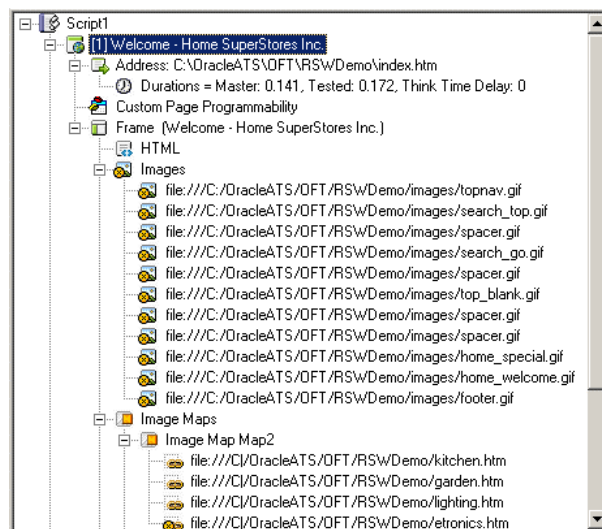 Script1
[1] Welcome - Home SuperStores Inc.
Address: C:\OracleATS\OFT\RSWDemo\index.htm
Durations = Master: 0.141, Tested: 0.172, Think Time Delay: 0
Custom Page Programmability
Frame (Welcome - Home SuperStores Inc.)
HTML
Images
file:///C:/OracleATS/OFT/RSWDemo/images/topnav.gif
file:///C:/OracleATS/OFT/RSWDemo/images/search_top.gif
file:///C:/OracleATS/OFT/RSWDemo/images/spacer.gif
file:///C:/OracleATS/OFT/RSWDemo/images/search_go.gif
file:///C:/OracleATS/OFT/RSWDemo/images/spacer.gif
file:///C:/OracleATS/OFT/RSWDemo/images/top_blank.gif
file:///C:/OracleATS/OFT/RSWDemo/images/spacer.gif
file:///C:/OracleATS/OFT/RSWDemo/images/spacer.gif
file:///C:/OracleATS/OFT/RSWDemo/images/home_special.gif
file:///C:/OracleATS/OFT/RSWDemo/images/home_welcome.gif
file:///C:/OracleATS/OFT/RSWDemo/images/footer.gif
Image Maps
Image Map Map2
file:///C|/OracleATS/OFT/RSWDemo/kitchen.htm
file:///C|/OracleATS/OFT/RSWDemo/garden.htm
file:///C|/OracleATS/OFT/RSWDemo/lighting.htm
file:///C|/OracleATS/OFT/RSWDemo/etronics.htm